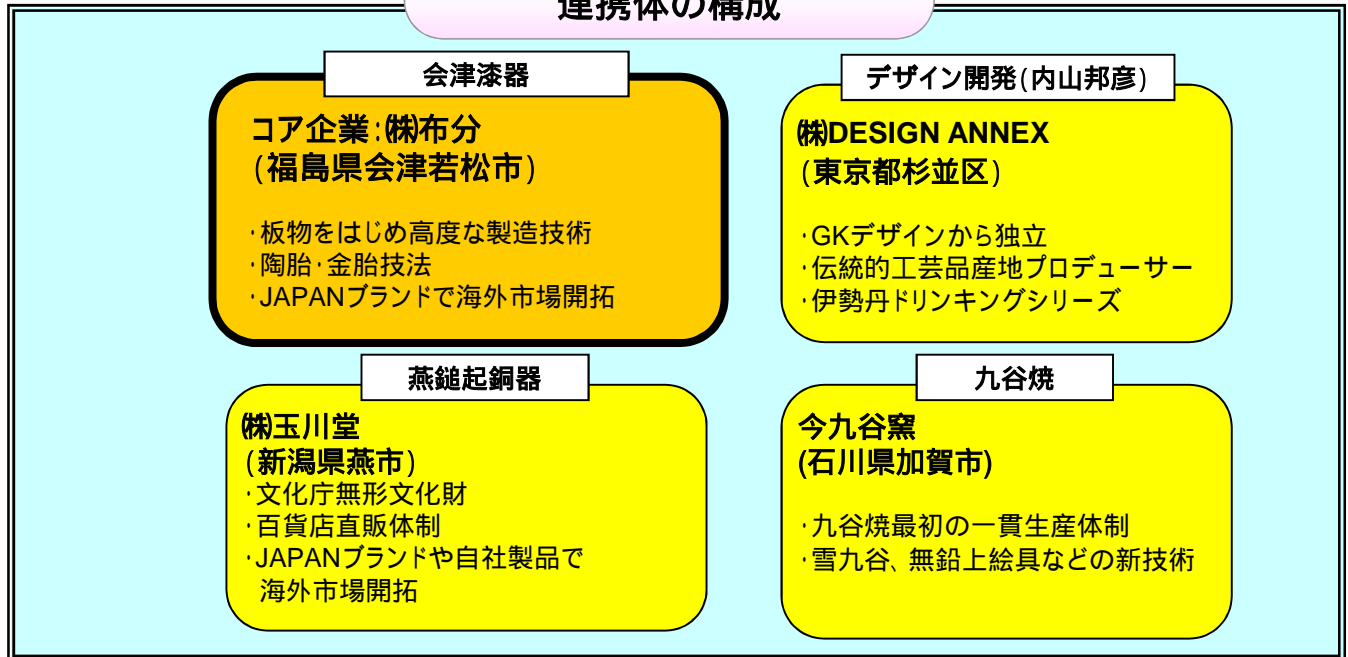 連携体の構成
会津漆器
コア企業:㈱布分
(福島県会津若松市)
・板物をはじめ高度な製造技術
・陶胎・金胎技法
・JAPANブランドで海外市場開拓
デザイン開発(内山邦彦)
㈱DESIGN ANNEX
(東京都杉並区)
・GKデザインから独立
・伝統的工芸品産地プロデューサー
・伊勢丹ドリンキングシリーズ
燕鎚起銅器
㈱玉川堂
(新潟県燕市)
・文化庁無形文化財
・百貨店直販体制
・JAPANブランドや自社製品で
海外市場開拓
九谷焼
今九谷窯
(石川県加賀市)
・九谷焼最初の一貫生産体制
・雪九谷、無鉛上絵具などの新技術